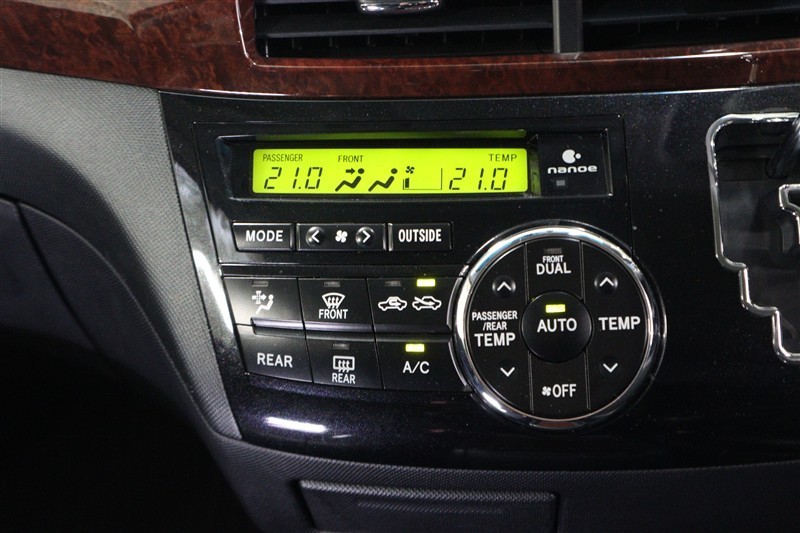 PASSENGER FRONT TEMP
21.0 21.0
nanoe
MODE OUTSIDE
FRONT
DUAL
FRONT
PASSENGER
/REAR
TEMP
AUTO
TEMP
REAR
REAR
A/C
OFF